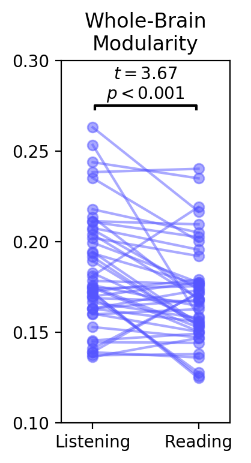 Whole-Brain
Modularity
0.30
t = 3.67
p < 0.001
0.25
0.20
0.15
0.10
Listening Reading